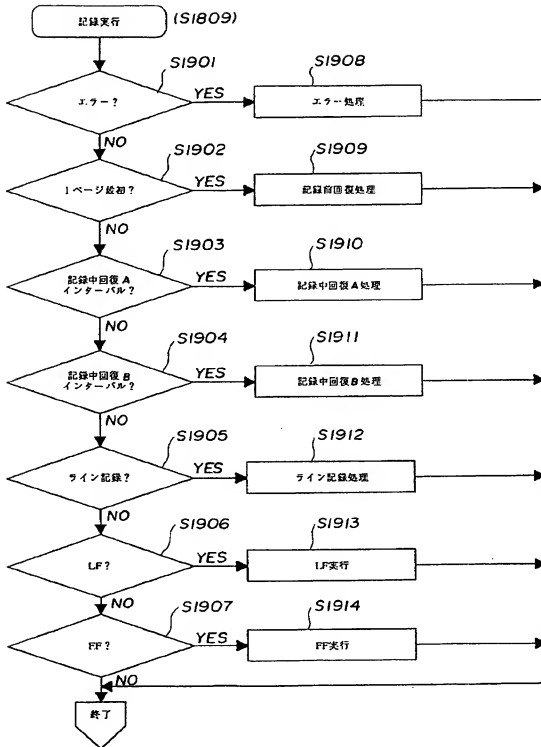 記録実行 (S1809)
S1901
エラー?
YES
S1908
エラー処理
NO
S1902
1ページ最初?
YES
S1909
記録前回復処理
NO
S1903
記録中回復A
インターバル?
YES
S1910
記録中回復A処理
NO
S1904
記録中回復B
インターバル?
YES
S1911
記録中回復B処理
NO
S1905
ライン記録?
YES
S1912
ライン記録処理
NO
S1906
LF?
YES
S1913
LF実行
NO
S1907
FF?
YES
S1914
FF実行
NO
終了